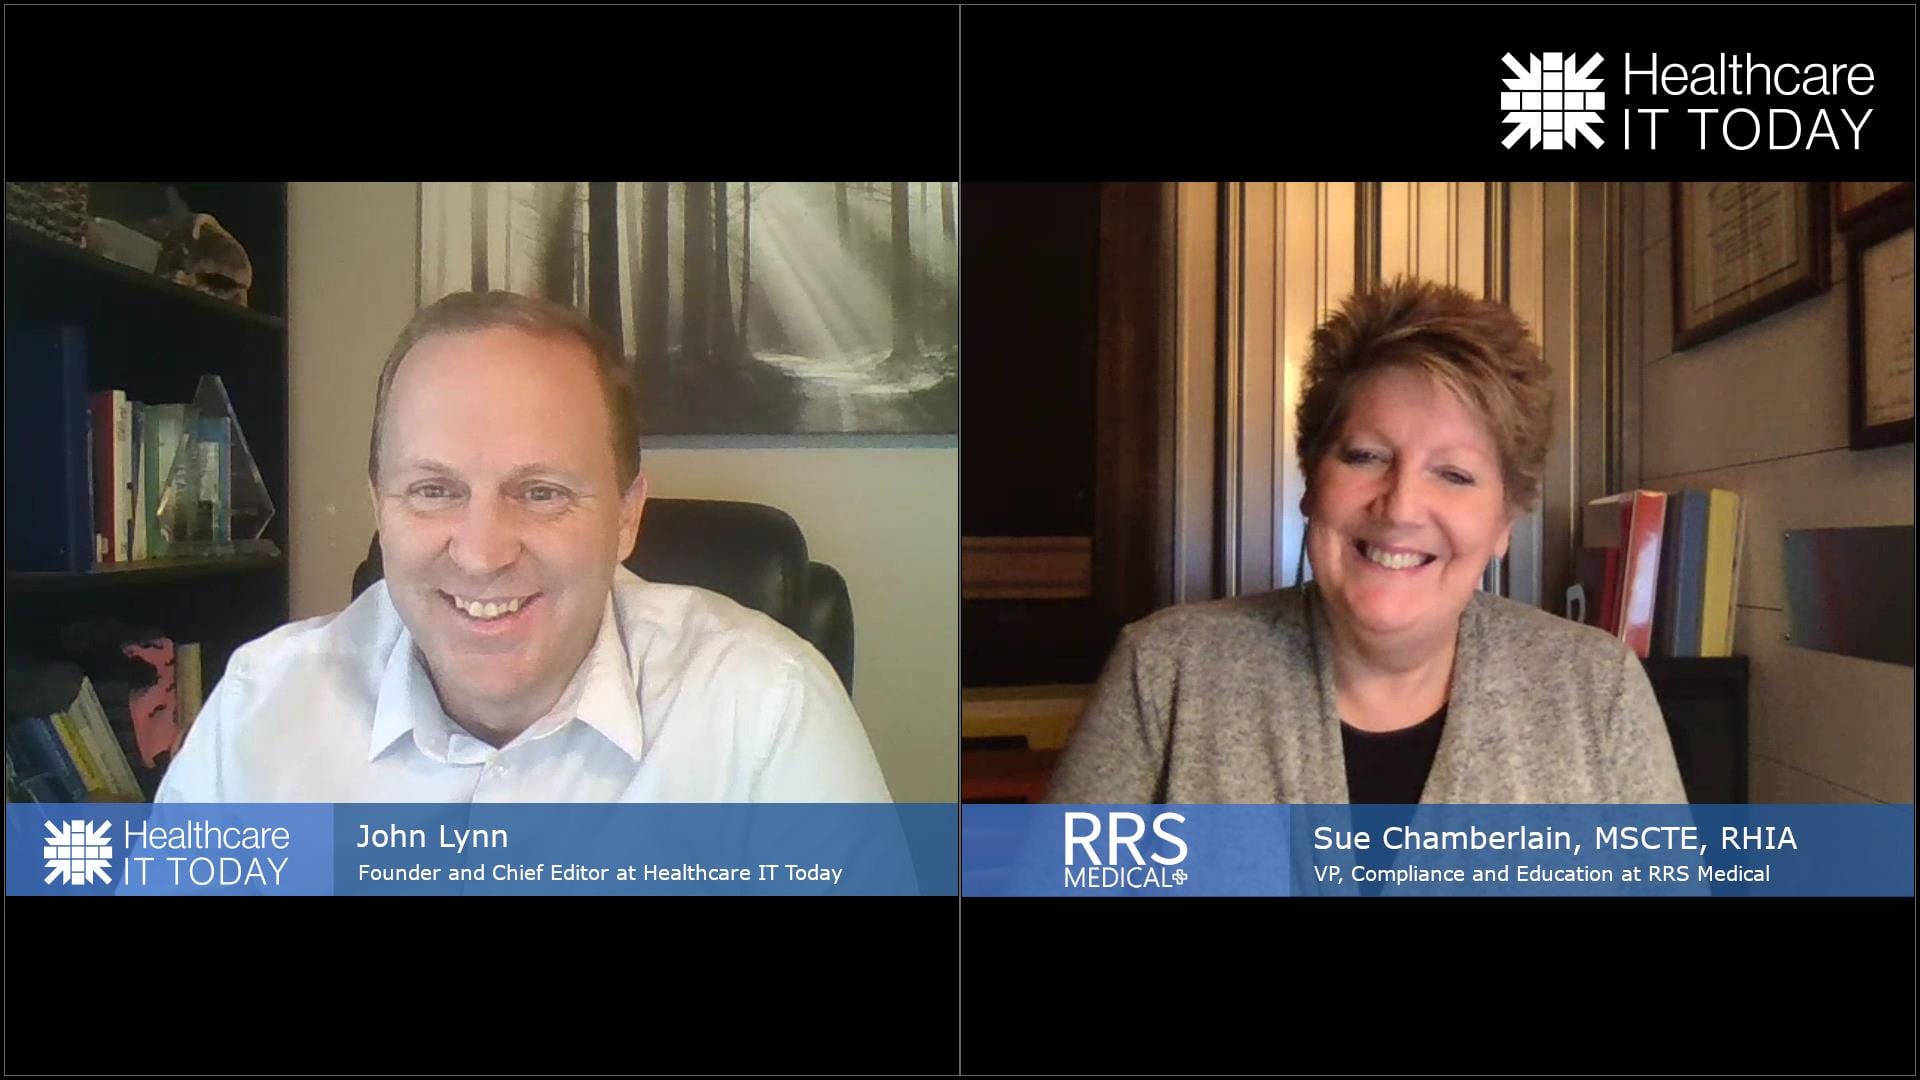 Healthcare
IT TODAY
Healthcare
IT TODAY
John Lynn
Founder and Chief Editor at Healthcare IT Today
RRS
MEDICAL
Sue Chamberlain, MSCTE, RHIA
VP, Compliance and Education at RRS Medical